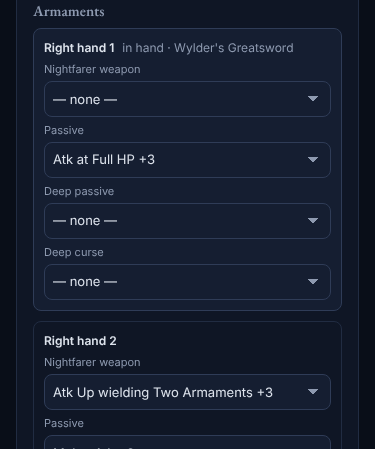 Armaments
Right hand 1 in hand · Wylder's Greatsword
Nightfarer weapon
— none —
Passive
Atk at Full HP +3
Deep passive
— none —
Deep curse
— none —
Right hand 2
Nightfarer weapon
Atk Up wielding Two Armaments +3
Passive